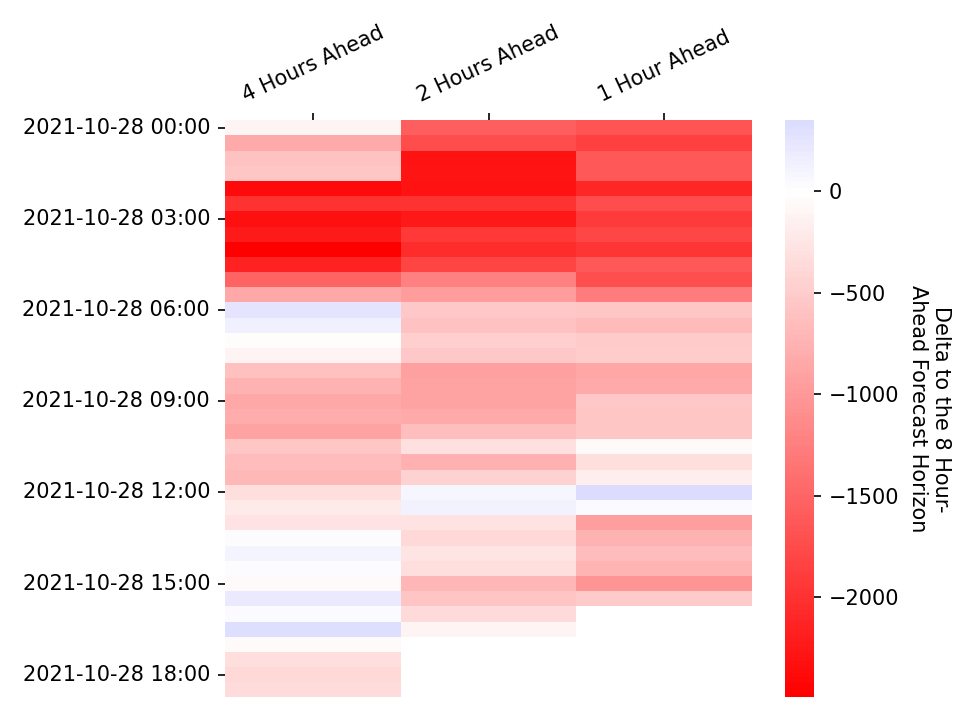 4 Hours Ahead
2 Hours Ahead
1 Hour Ahead
2021-10-28 00:00
2021-10-28 03:00
2021-10-28 06:00
2021-10-28 09:00
2021-10-28 12:00
2021-10-28 15:00
2021-10-28 18:00
0
−500
−1000
−1500
−2000
Delta to the 8 Hour-
Ahead Forecast Horizon